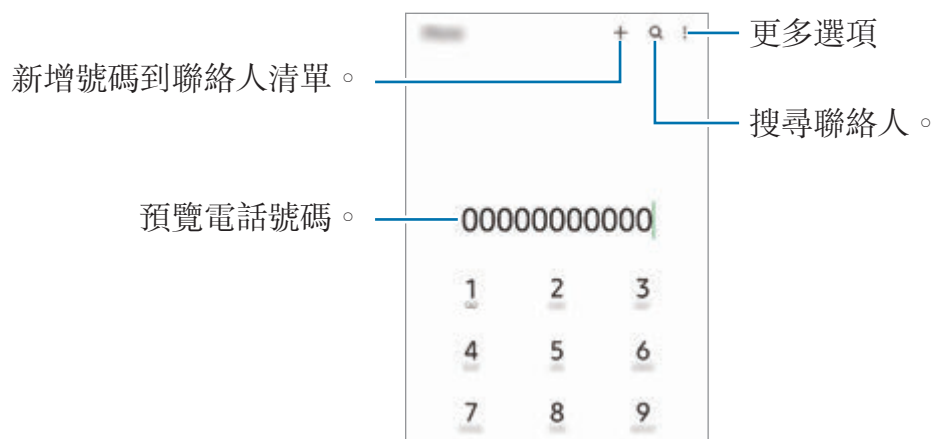 更多選項
新增號碼到聯絡人清單。
搜尋聯絡人。
預覽電話號碼。
00000000000
1 2 3
4 5 6
7 8 9